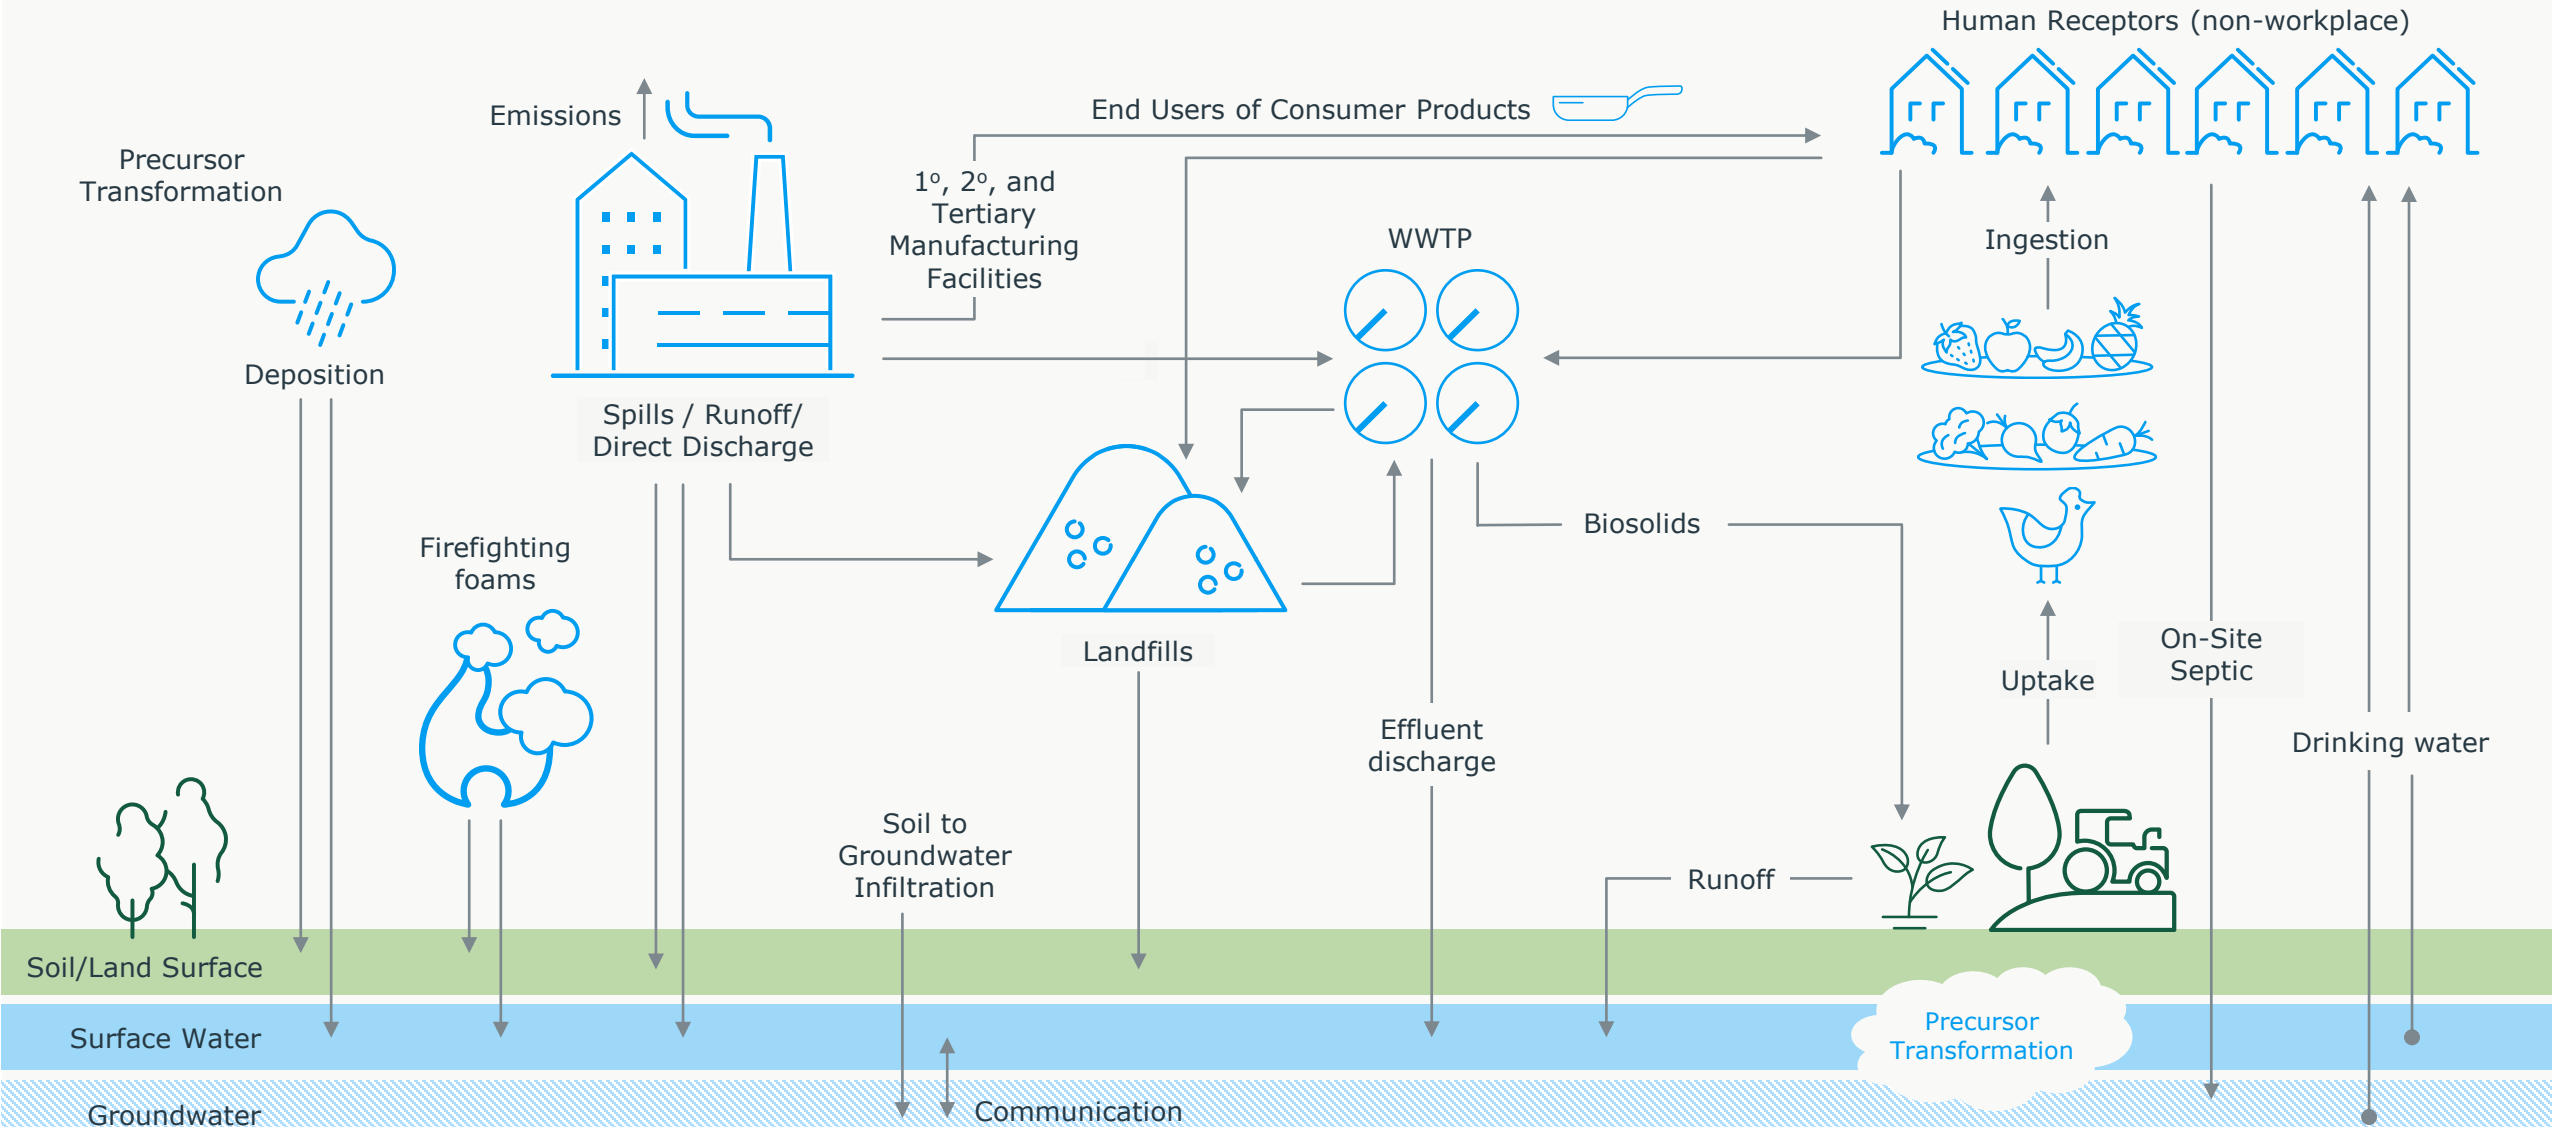 Human Receptors (non-workplace)
Emissions
End Users of Consumer Products
Precursor
Transformation
1º, 2º, and
Tertiary
Manufacturing
Facilities
WWTP
Ingestion
Deposition
Spills / Runoff/
Direct Discharge
Biosolids
Firefighting
foams
Landfills
On-Site
Septic
Uptake
Effluent
discharge
Drinking water
Soil to
Groundwater
Infiltration
Runoff
Soil/Land Surface
Surface Water
Precursor
Transformation
Groundwater
Communication